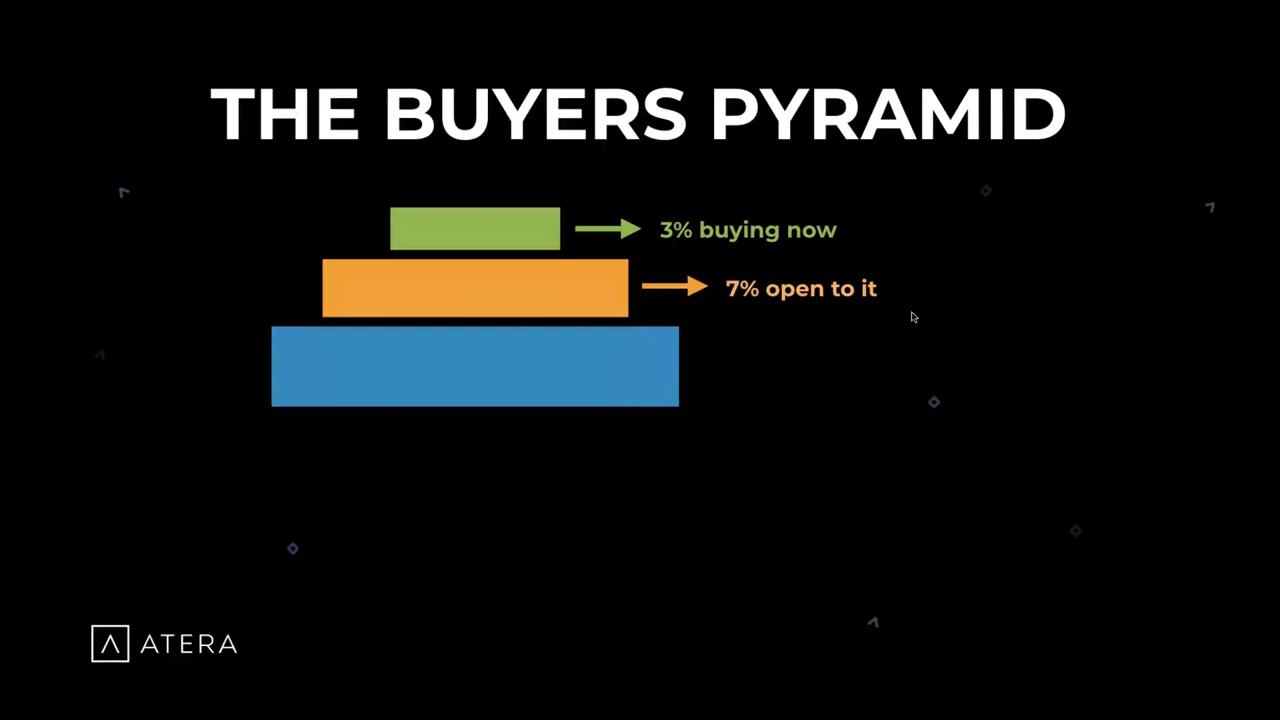 THE BUYERS PYRAMID
3% buying now
7% open to it
ATERA